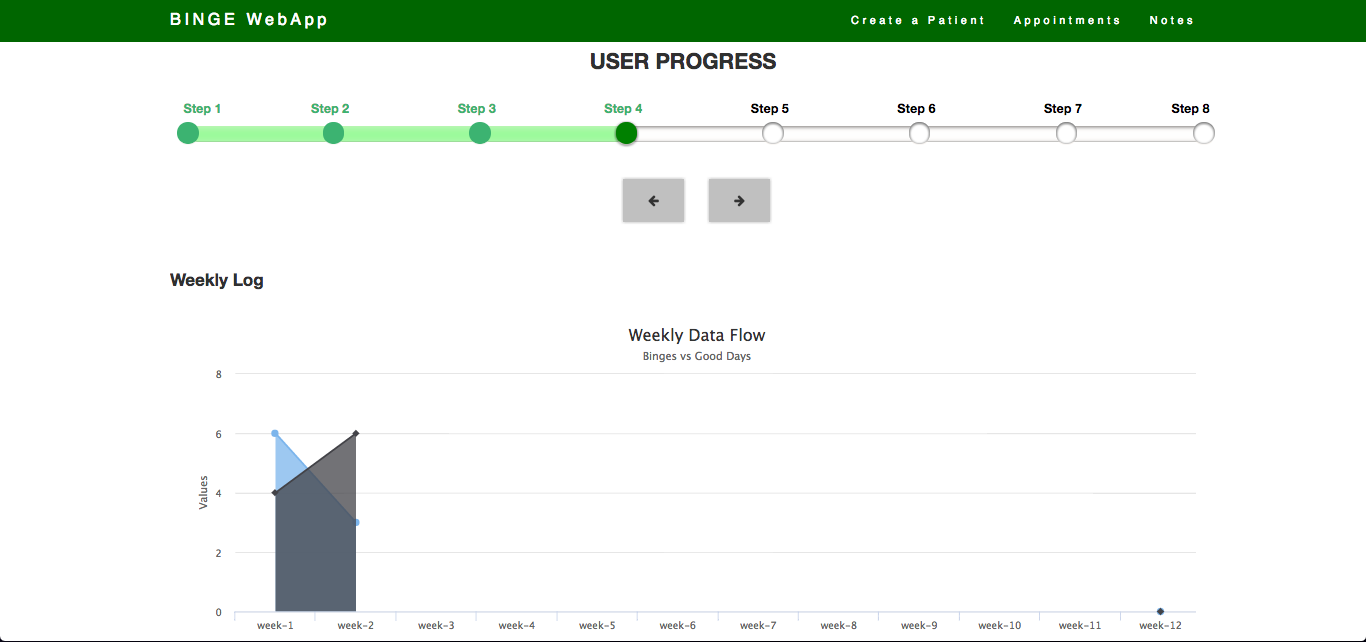 BINGE WebApp
Create a Patient Appointments Notes
USER PROGRESS
Step 1 Step 2 Step 3 Step 4 Step 5 Step 6 Step 7 Step 8
Weekly Log
Weekly Data Flow
Binges vs Good Days
8
6
4
2
0
Values
week-1 week-2 week-3 week-4 week-5 week-6 week-7 week-8 week-9 week-10 week-11 week-12